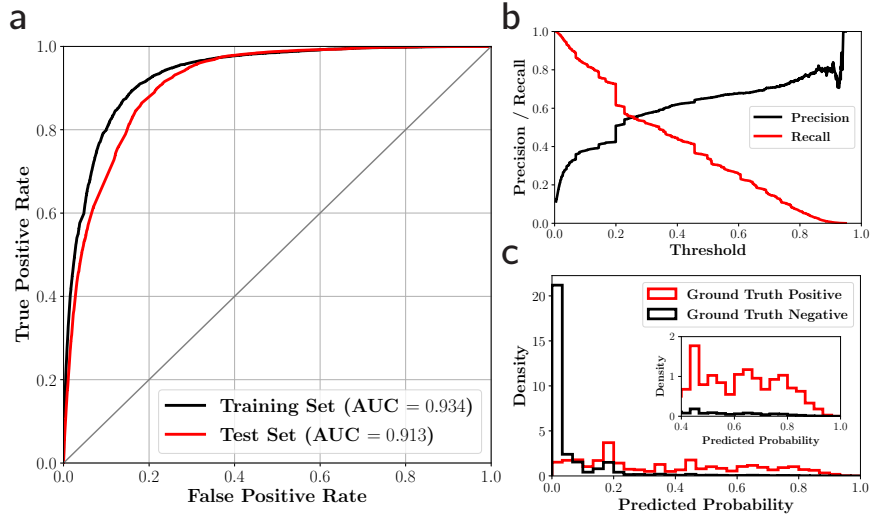 a
True Positive Rate
1.0
0.8
0.6
0.4
0.2
0.0
0.0 0.2 0.4 0.6 0.8 1.0
False Positive Rate
Training Set (AUC = 0.934)
Test Set (AUC = 0.913)
b
Precision / Recall
1.0
0.8
0.6
0.4
0.2
0.0
0.0 0.2 0.4 0.6 0.8 1.0
Threshold
Precision
Recall
c
Density
20
15
10
5
0
0.0 0.2 0.4 0.6 0.8 1.0
Predicted Probability
Ground Truth Positive
Ground Truth Negative
Density
2
1
0
0.4 0.6 0.8 1.0
Predicted Probability